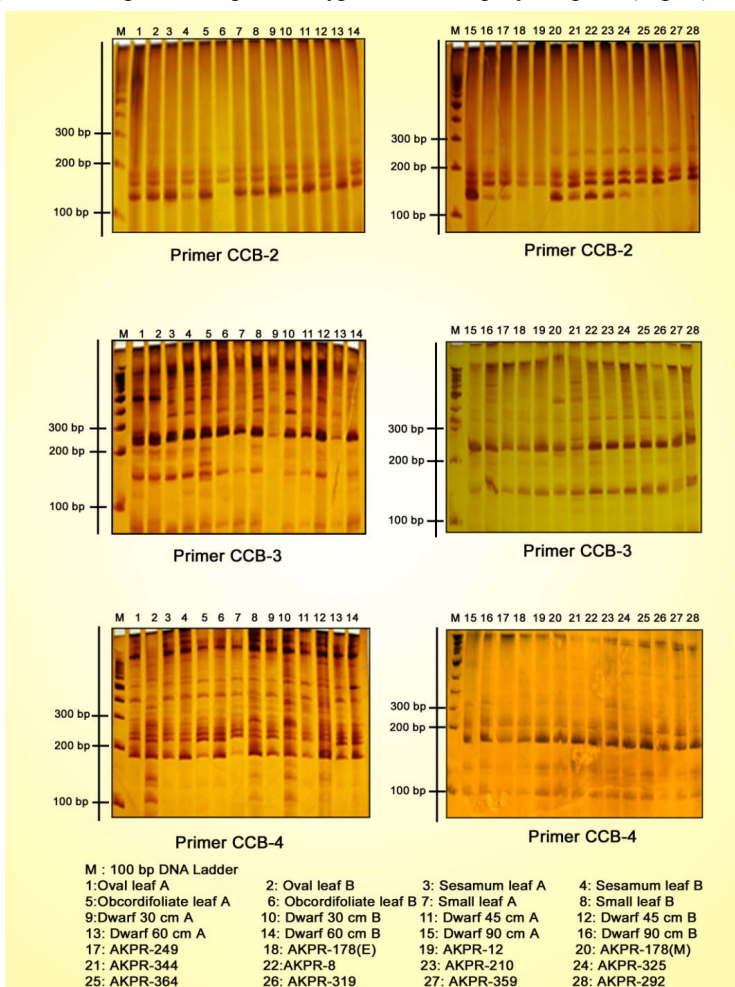 M 1 2 3 4 5 6 7 8 9 10 11 12 13 14
M 15 16 17 18 19 20 21 22 23 24 25 26 27 28
300 bp
200 bp
100 bp
300 bp
200 bp
100 bp
Primer CCB-2
Primer CCB-2
M 1 2 3 4 5 6 7 8 9 10 11 12 13 14
M 15 16 17 18 19 20 21 22 23 24 25 26 27 28
300 bp
200 bp
100 bp
300 bp
200 bp
100 bp
Primer CCB-3
Primer CCB-3
M 1 2 3 4 5 6 7 8 9 10 11 12 13 14
M 15 16 17 18 19 20 21 22 23 24 25 26 27 28
300 bp
200 bp
100 bp
300 bp
200 bp
100 bp
Primer CCB-4
Primer CCB-4
M : 100 bp DNA Ladder
1:Oval leaf A 2: Oval leaf B 3: Sesamum leaf A 4: Sesamum leaf B
5:Obcordifoliate leaf A 6: Obcordifoliate leaf B 7: Small leaf A 8: Small leaf B
9:Dwarf 30 cm A 10: Dwarf 30 cm B 11: Dwarf 45 cm A 12: Dwarf 45 cm B
13: Dwarf 60 cm A 14: Dwarf 60 cm B 15: Dwarf 90 cm A 16: Dwarf 90 cm B
17: AKPR-249 18: AKPR-178(E) 19: AKPR-12 20: AKPR-178(M)
21: AKPR-344 22:AKPR-8 23: AKPR-210 24: AKPR-325
25: AKPR-364 26: AKPR-319 27: AKPR-359 28: AKPR-292